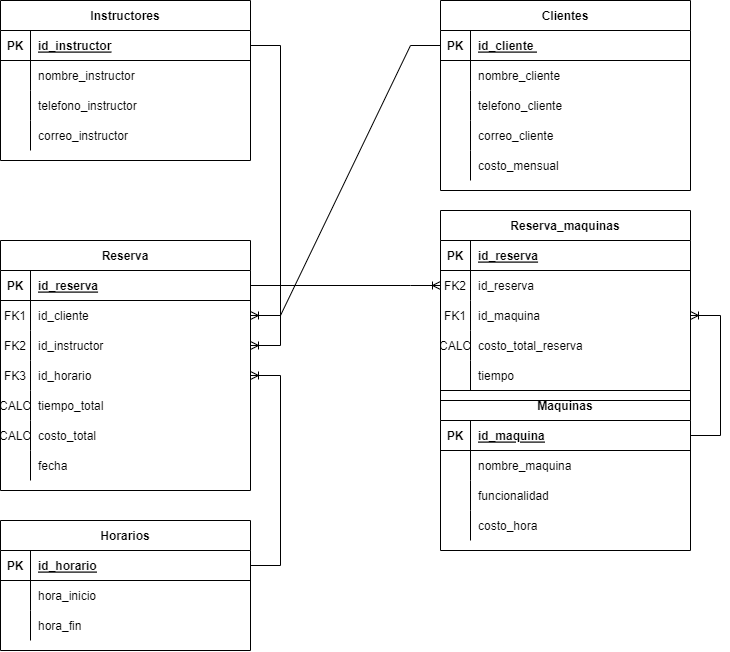 Instructores
PK id_instructor
nombre_instructor
telefono_instructor
correo_instructor
Clientes
PK id_cliente
nombre_cliente
telefono_cliente
correo_cliente
costo_mensual
Reserva
PK id_reserva
FK1 id_cliente
FK2 id_instructor
FK3 id_horario
CALC tiempo_total
CALC costo_total
fecha
Reserva_maquinas
PK id_reserva
FK2 id_reserva
FK1 id_maquina
CALC costo_total_reserva
tiempo
Maquinas
PK id_maquina
nombre_maquina
funcionalidad
costo_hora
Horarios
PK id_horario
hora_inicio
hora_fin